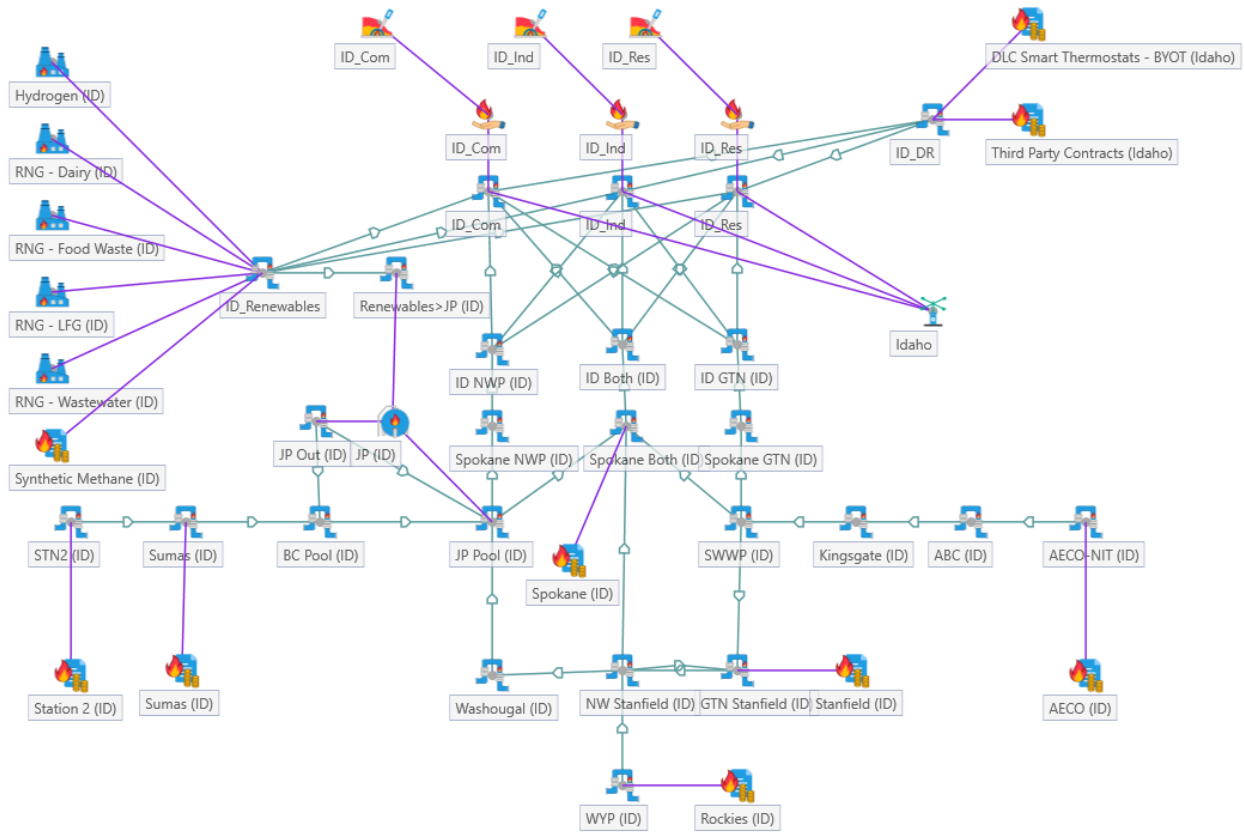 ID_Com
ID_Ind
ID_Res
DLC Smart Thermostats - BYOT (Idaho)
Hydrogen (ID)
ID_Com
ID_Ind
ID_Res
ID_DR
Third Party Contracts (Idaho)
RNG - Dairy (ID)
ID_Com
ID_Ind
ID_Res
RNG - Food Waste (ID)
ID_Renewables
Renewables>JP (ID)
RNG - LFG (ID)
Idaho
ID NWP (ID)
ID Both (ID)
ID GTN (ID)
RNG - Wastewater (ID)
JP Out (ID)
JP (ID)
Spokane NWP (ID)
Spokane Both (ID)
Spokane GTN (ID)
Synthetic Methane (ID)
STN2 (ID)
Sumas (ID)
BC Pool (ID)
JP Pool (ID)
SWWP (ID)
Kingsgate (ID)
ABC (ID)
AECO-NIT (ID)
Spokane (ID)
Station 2 (ID)
Sumas (ID)
Washougal (ID)
NW Stanfield (ID)
GTN Stanfield (ID)
Stanfield (ID)
AECO (ID)
WYP (ID)
Rockies (ID)